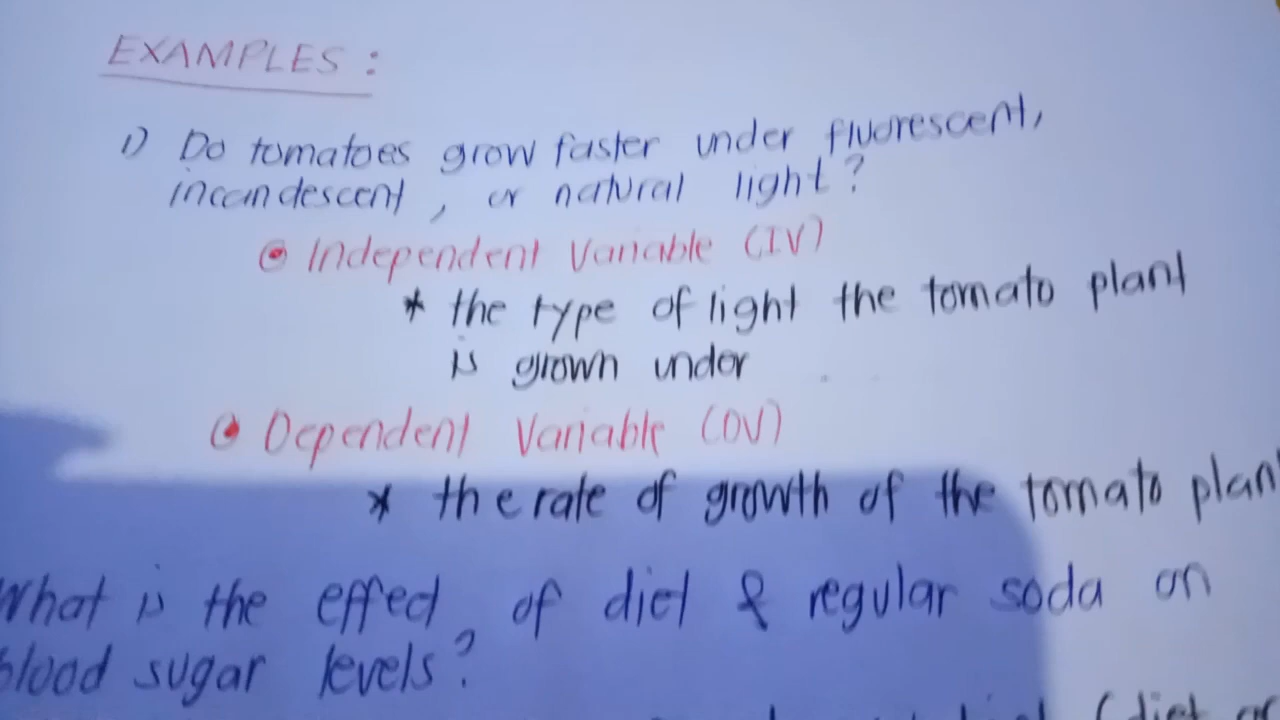 EXAMPLES :
1) Do tomatoes grow faster under fluorescent,
incandescent, or natural light?
Independent Variable (IV)
* the type of light the tomato plant
is grown under
Dependent Variable (DV)
* the rate of growth of the tomato plan
What is the effect of diet & regular soda on
blood sugar levels?
(diet or